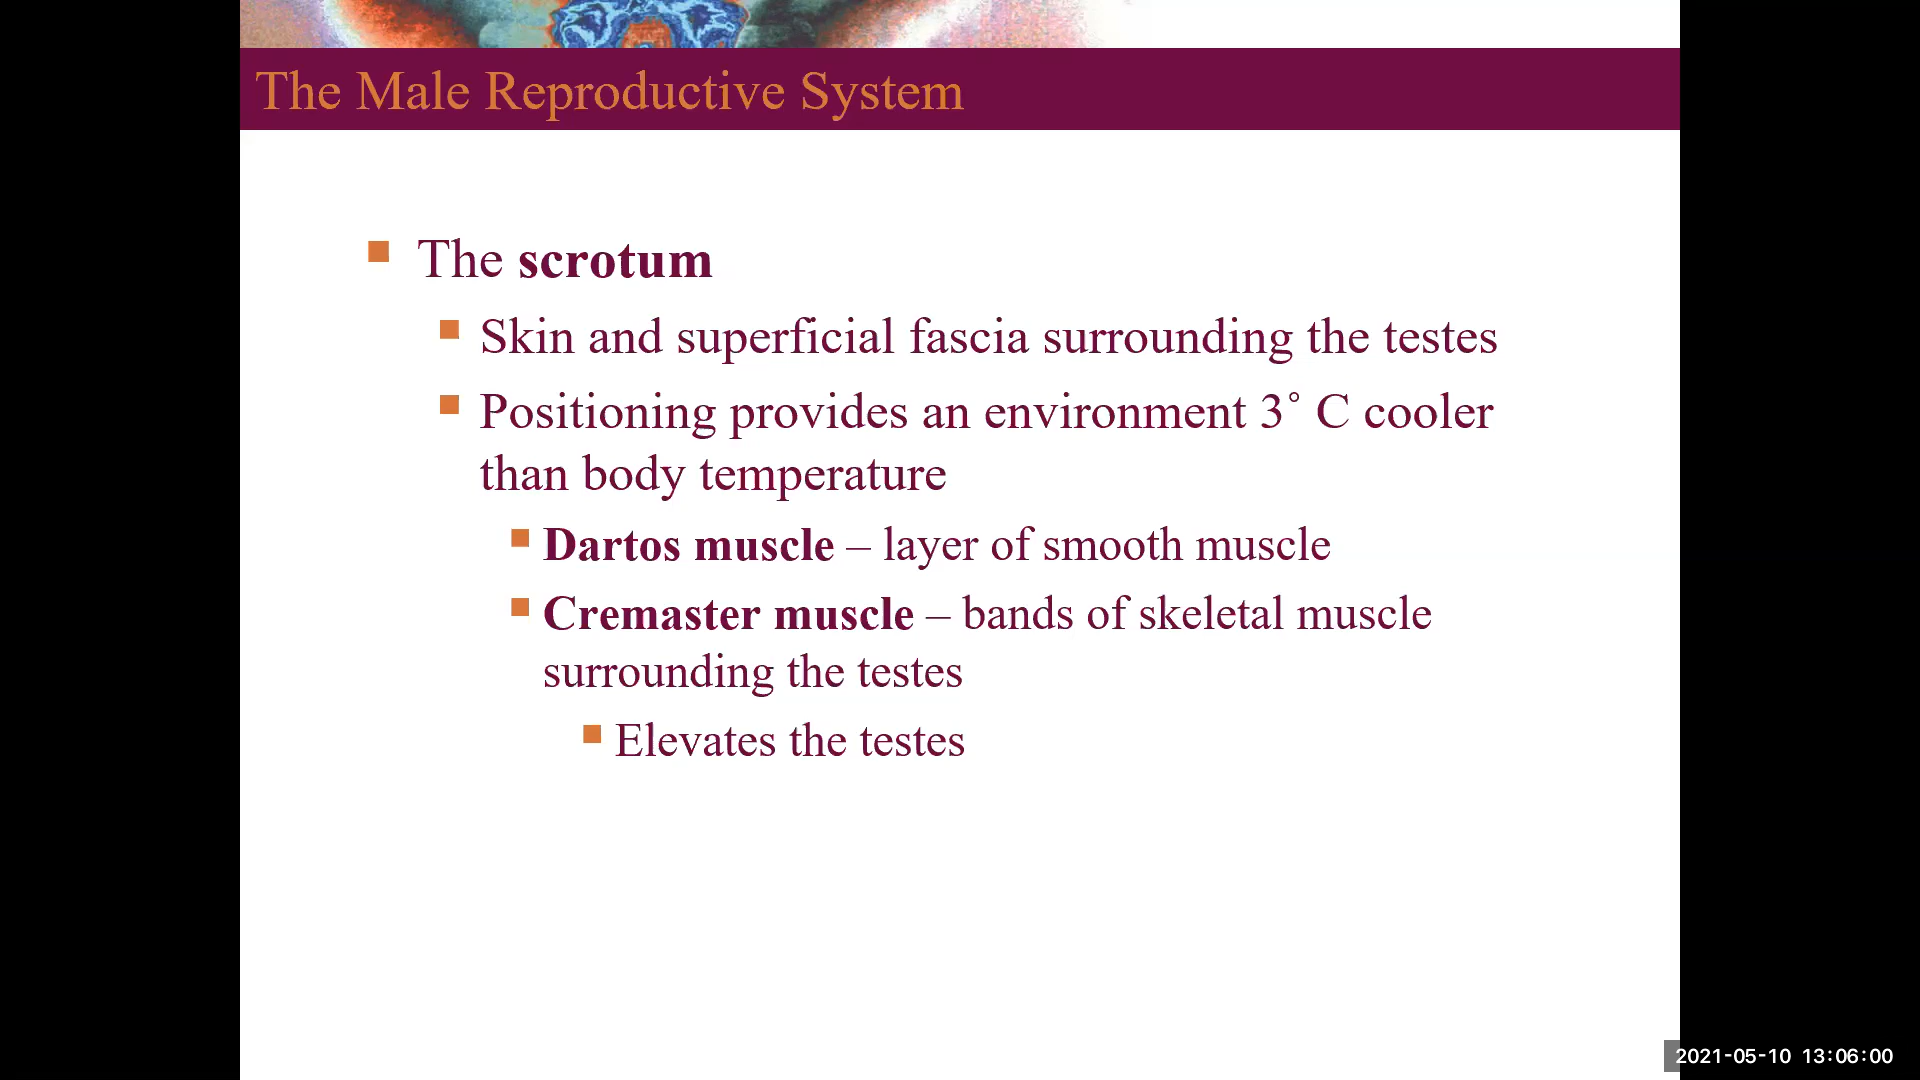 The Male Reproductive System
The scrotum
Skin and superficial fascia surrounding the testes
Positioning provides an environment 3˚ C cooler
than body temperature
Dartos muscle – layer of smooth muscle
Cremaster muscle – bands of skeletal muscle
surrounding the testes
Elevates the testes
2021-05-10 13:06:00